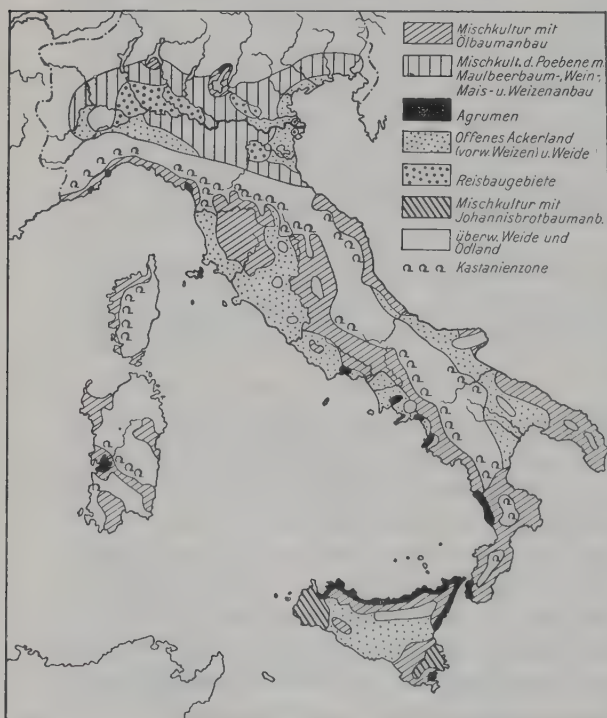 Mischkultur mit
Ölbaumanbau
Mischkult. d. Poebene m.
Maulbeerbaum-, Wein-,
Mais- u. Weizenanbau
Agrumen
Offenes Ackerland
(vorw. Weizen) u. Weide
Reisbaugebiete
Mischkultur mit
Johannisbrotbaumanb.
überw. Weide und
Ödland
Kastanienzone